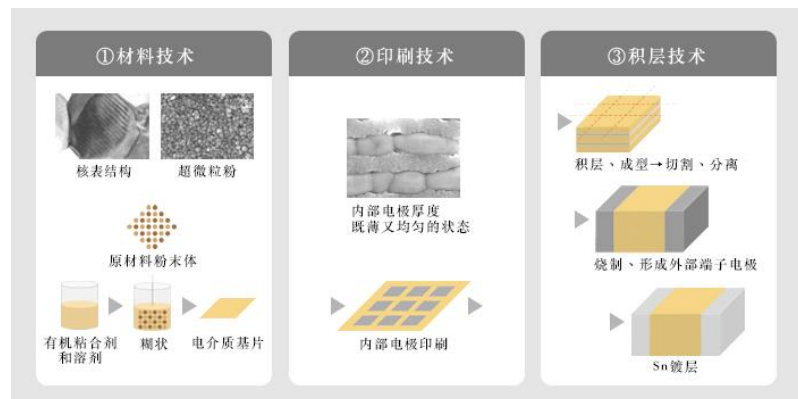 ①材料技术
核表结构
超微粒粉
原材料粉末体
有机粘合剂
和溶剂
糊状
电介质基片
②印刷技术
内部电极厚度
既薄又均匀的状态
内部电极印刷
③积层技术
积层、成型→切割、分离
烧制、形成外部端子电极
Sn镀层